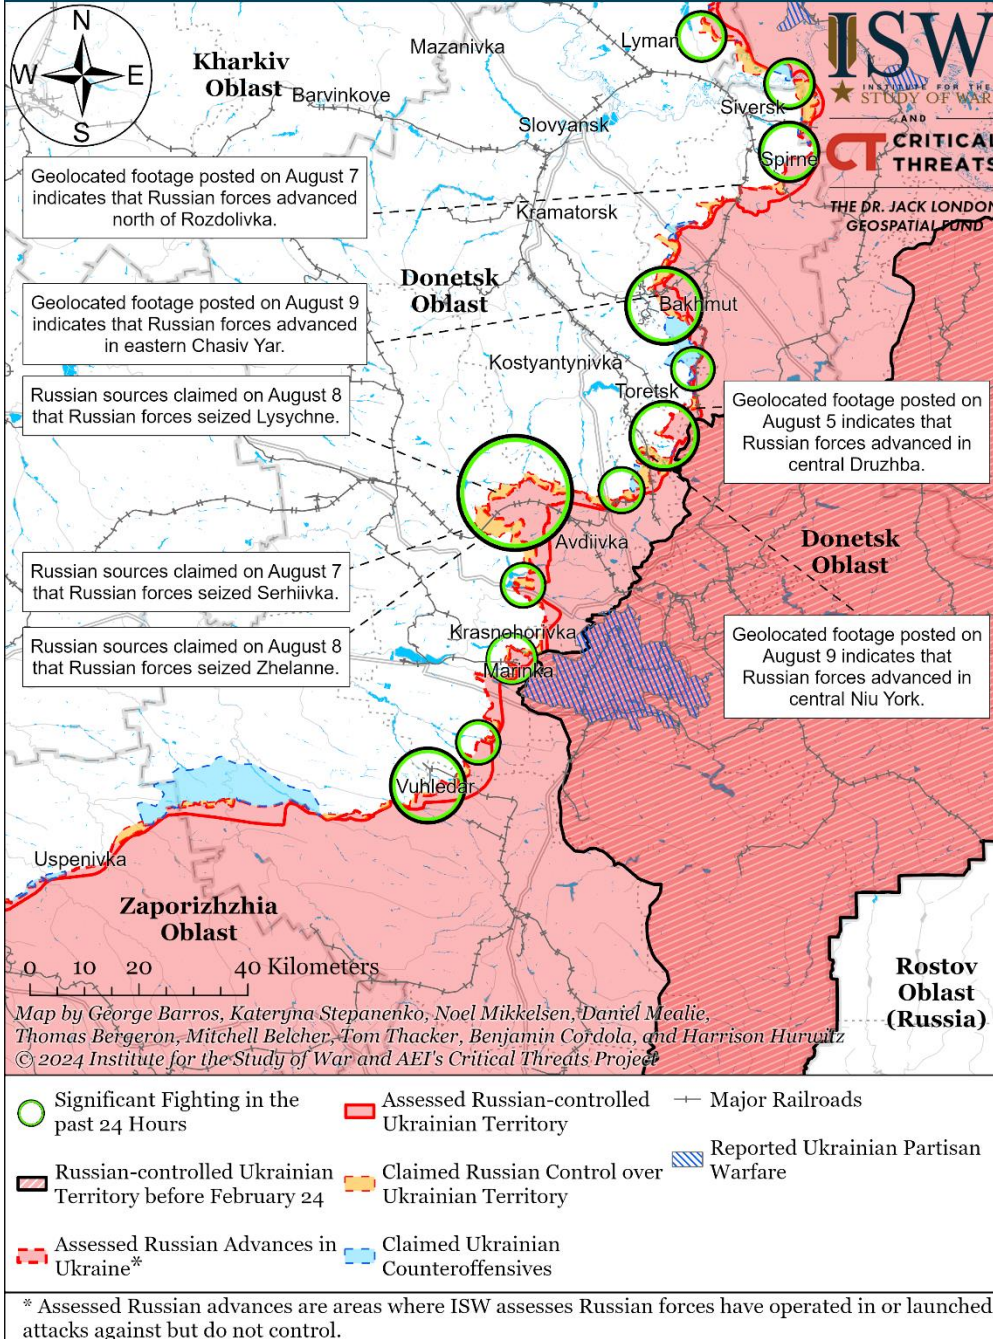 N
W E
S
Kharkiv
Oblast
Mazanivka
Lyman
ISW
INSTITUTE FOR THE
STUDY OF WAR
AND
CT CRITICAL
THREATS
THE DR. JACK LONDON
GEOSPATIAL FUND
Barvinkove
Slovyansk
Siversk
Spirne
Geolocated footage posted on August 7
indicates that Russian forces advanced
north of Rozdolivka.
Kramatorsk
Donetsk
Oblast
Geolocated footage posted on August 9
indicates that Russian forces advanced
in eastern Chasiv Yar.
Bakhmut
Kostyantynivka
Toretsk
Russian sources claimed on August 8
that Russian forces seized Lysychne.
Geolocated footage posted on
August 5 indicates that
Russian forces advanced in
central Druzhba.
Avdiivka
Donetsk
Oblast
Russian sources claimed on August 7
that Russian forces seized Serhiivka.
Russian sources claimed on August 8
that Russian forces seized Zhelanne.
Krasnohorivka
Marinka
Geolocated footage posted on
August 9 indicates that
Russian forces advanced in
central Niu York.
Vuhledar
Uspenivka
Zaporizhzhia
Oblast
Rostov
Oblast
(Russia)
0 10 20 40 Kilometers
Map by George Barros, Kateryna Stepanenko, Noel Mikkelsen, Daniel Mealie,
Thomas Bergeron, Mitchell Belcher, Tom Thacker, Benjamin Cordola, and Harrison Hurwitz
© 2024 Institute for the Study of War and AEI's Critical Threats Project
Significant Fighting in the
past 24 Hours
Russian-controlled Ukrainian
Territory before February 24
Assessed Russian Advances in
Ukraine*
Assessed Russian-controlled
Ukrainian Territory
Claimed Russian Control over
Ukrainian Territory
Claimed Ukrainian
Counteroffensives
Major Railroads
Reported Ukrainian Partisan
Warfare
* Assessed Russian advances are areas where ISW assesses Russian forces have operated in or launched
attacks against but do not control.